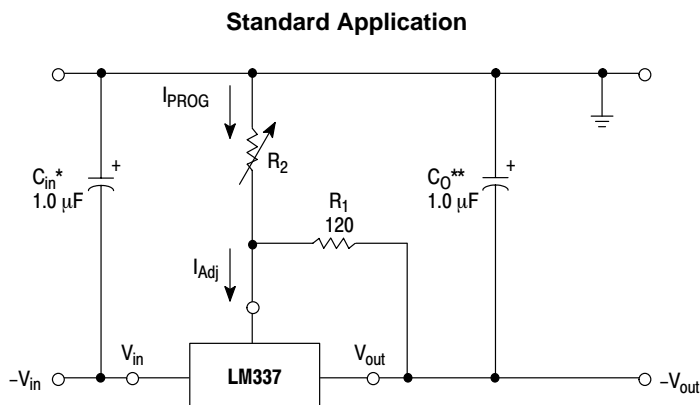 Standard Application
I_PROG
R_2
+
C_in*
1.0 µF
+
C_O**
1.0 µF
R_1
120
I_Adj
V_in
V_out
–V_in
LM337
–V_out